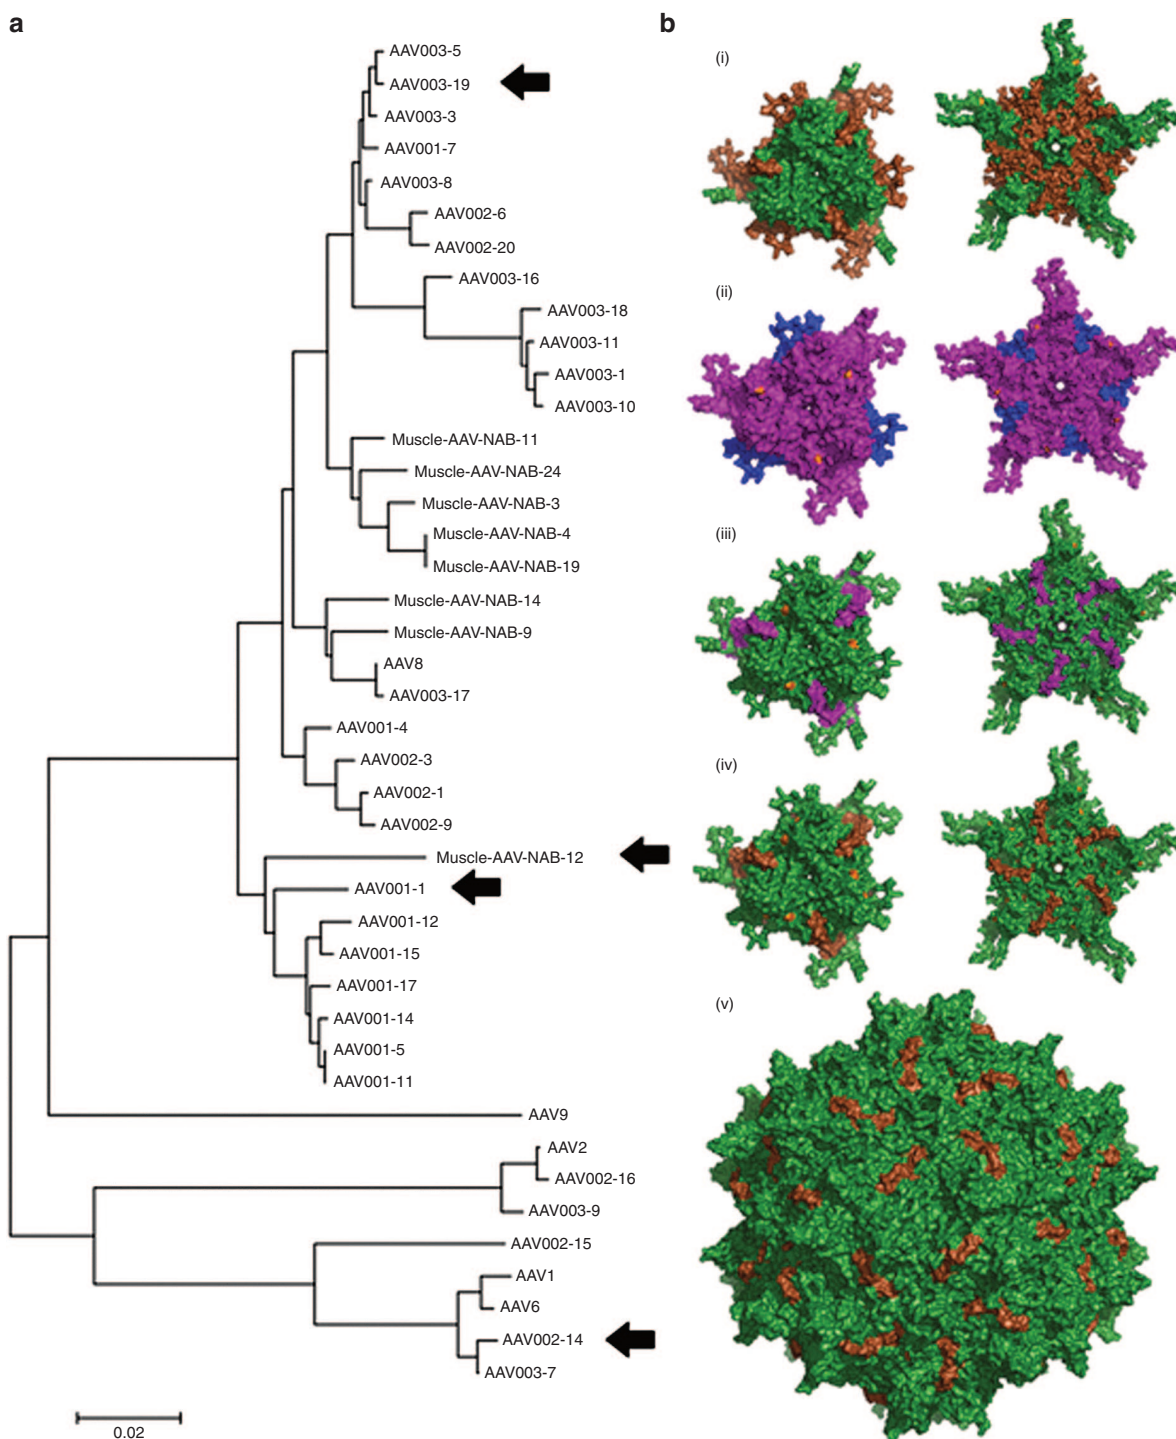 a
AAV003-5
AAV003-19
AAV003-3
AAV001-7
AAV003-8
AAV002-6
AAV002-20
AAV003-16
AAV003-18
AAV003-11
AAV003-1
AAV003-10
Muscle-AAV-NAB-11
Muscle-AAV-NAB-24
Muscle-AAV-NAB-3
Muscle-AAV-NAB-4
Muscle-AAV-NAB-19
Muscle-AAV-NAB-14
Muscle-AAV-NAB-9
AAV8
AAV003-17
AAV001-4
AAV002-3
AAV002-1
AAV002-9
Muscle-AAV-NAB-12
AAV001-1
AAV001-12
AAV001-15
AAV001-17
AAV001-14
AAV001-5
AAV001-11
AAV9
AAV2
AAV002-16
AAV003-9
AAV002-15
AAV1
AAV6
AAV002-14
AAV003-7
0.02
b
(i)
(ii)
(iii)
(iv)
(v)